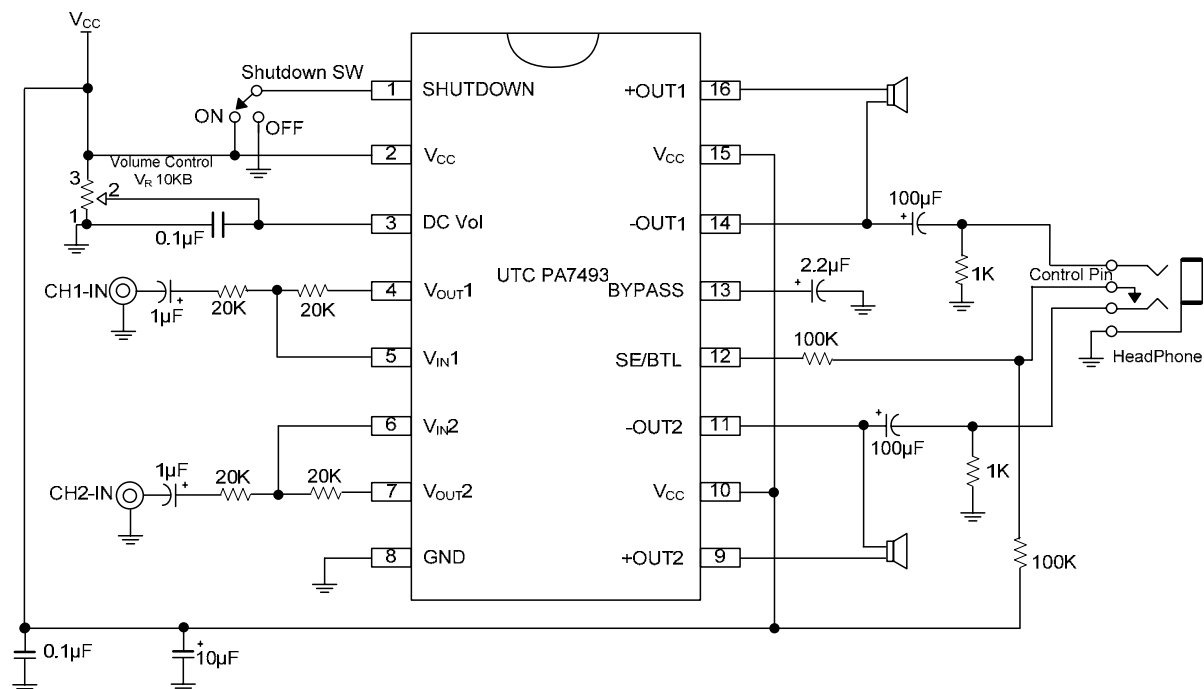 VCC
Shutdown SW
ON
OFF
Volume Control
VR 10KB
3
2
1
0.1µF
CH1-IN
1µF
20K
20K
CH2-IN
1µF
20K
20K
1 SHUTDOWN
2 VCC
3 DC Vol
4 VOUT1
5 VIN1
6 VIN2
7 VOUT2
8 GND
UTC PA7493
+OUT1 16
VCC 15
-OUT1 14
BYPASS 13
SE/BTL 12
-OUT2 11
VCC 10
+OUT2 9
100µF
+
1K
2.2µF
+
100K
Control Pin
HeadPhone
+
100µF
1K
100K
0.1µF
+
10µF
+
+